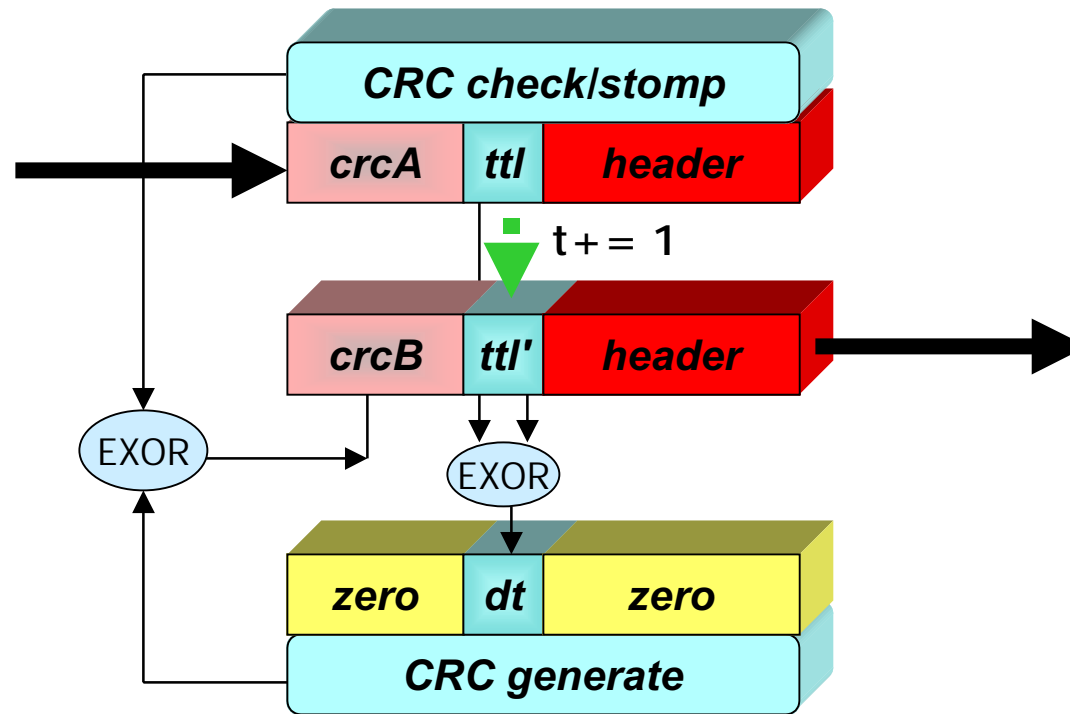 CRC check/stomp
crcA ttl header
t += 1
crcB ttl' header
EXOR
EXOR
zero dt zero
CRC generate